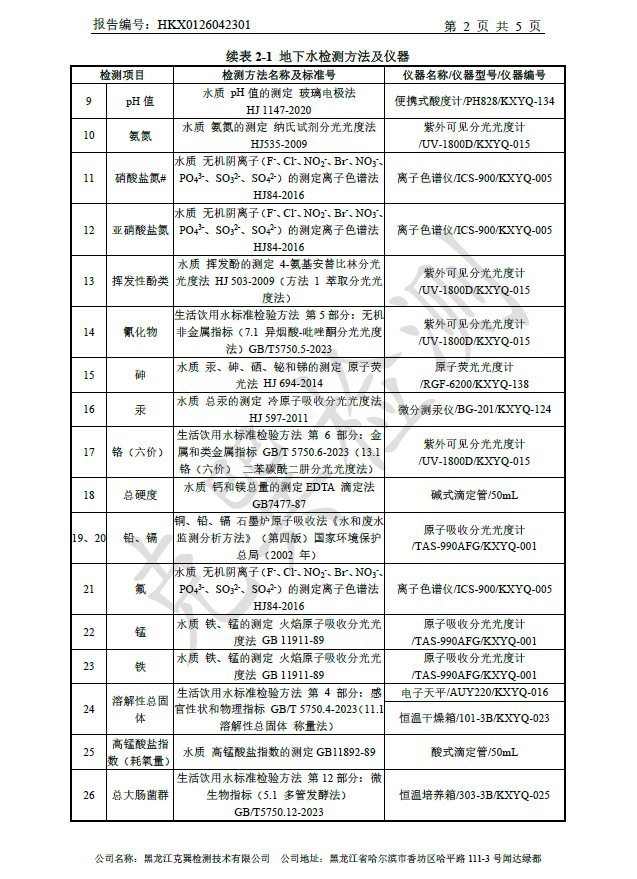 报告编号：HKX0126042301 第 2 页 共 5 页
续表 2-1 地下水检测方法及仪器
检测项目 检测方法名称及标准号 仪器名称/仪器型号/仪器编号
9 pH 值 水质 pH 值的测定 玻璃电极法
HJ 1147-2020
便携式酸度计/PH828/KXYQ-134
10 氨氮 水质 氨氮的测定 纳氏试剂分光光度法
HJ535-2009
紫外可见分光光度计
/UV-1800D/KXYQ-015
11 硝酸盐氮# 水质 无机阴离子（F-、Cl-、NO2-、Br-、NO3-、
PO43-、SO32-、SO42-）的测定离子色谱法
HJ84-2016
离子色谱仪/ICS-900/KXYQ-005
12 亚硝酸盐氮 水质 无机阴离子（F-、Cl-、NO2-、Br-、NO3-、
PO43-、SO32-、SO42-）的测定离子色谱法
HJ84-2016
离子色谱仪/ICS-900/KXYQ-005
13 挥发性酚类 水质 挥发酚的测定 4-氨基安替比林分光
光度法 HJ 503-2009（方法 1 萃取分光光
度法）
紫外可见分光光度计
/UV-1800D/KXYQ-015
14 氰化物 生活饮用水标准检验方法 第 5 部分：无机
非金属指标（7.1 异烟酸-吡唑酮分光光度
法）GB/T5750.5-2023
紫外可见分光光度计
/UV-1800D/KXYQ-015
15 砷 水质 汞、砷、硒、铋和锑的测定 原子荧
光法 HJ 694-2014
原子荧光光度计
/RGF-6200/KXYQ-138
16 汞 水质 总汞的测定 冷原子吸收分光光度法
HJ 597-2011
微分测汞仪/BG-201/KXYQ-124
17 铬（六价） 生活饮用水标准检验方法 第 6 部分：金
属和类金属指标 GB/T 5750.6-2023（13.1
铬（六价） 二苯碳酰二肼分光光度法）
紫外可见分光光度计
/UV-1800D/KXYQ-015
18 总硬度 水质 钙和镁总量的测定EDTA 滴定法
GB7477-87
碱式滴定管/50mL
19、20 铅、镉 铜、铅、镉 石墨炉原子吸收法《水和废水
监测分析方法》（第四版）国家环境保护
总局（2002 年）
原子吸收分光光度计
/TAS-990AFG/KXYQ-001
21 氟 水质 无机阴离子（F-、Cl-、NO2-、Br-、NO3-、
PO43-、SO32-、SO42-）的测定离子色谱法
HJ84-2016
离子色谱仪/ICS-900/KXYQ-005
22 锰 水质 铁、锰的测定 火焰原子吸收分光光
度法 GB 11911-89
原子吸收分光光度计
/TAS-990AFG/KXYQ-001
23 铁 水质 铁、锰的测定 火焰原子吸收分光光
度法 GB 11911-89
原子吸收分光光度计
/TAS-990AFG/KXYQ-001
24 溶解性总固
体
生活饮用水标准检验方法 第 4 部分：感
官性状和物理指标 GB/T 5750.4-2023（11.1
溶解性总固体 称量法）
电子天平/AUY220/KXYQ-016
恒温干燥箱/101-3B/KXYQ-023
25 高锰酸盐指
数（耗氧量）
水质 高锰酸盐指数的测定GB11892-89 酸式滴定管/50mL
26 总大肠菌群 生活饮用水标准检验方法 第 12 部分：微
生物指标（5.1 多管发酵法）
GB/T5750.12-2023
恒温培养箱/303-3B/KXYQ-025
克巽检测
公司名称：黑龙江克巽检测技术有限公司 公司地址：黑龙江省哈尔滨市香坊区哈平路 111-3 号闻达绿都